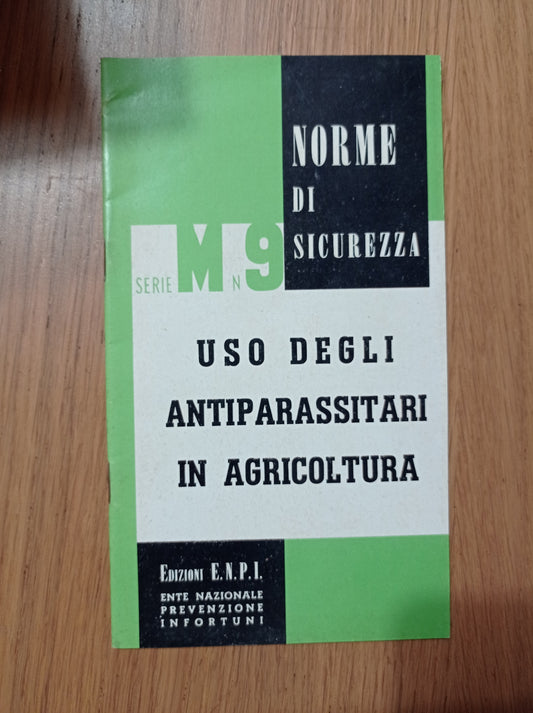 NORME
DI
SICUREZZA
SERIE M N 9
USO DEGLI
ANTIPARASSITARI
IN AGRICOLTURA
EDIZIONI E.N.P.I.
ENTE NAZIONALE
PREVENZIONE
INFORTUNI